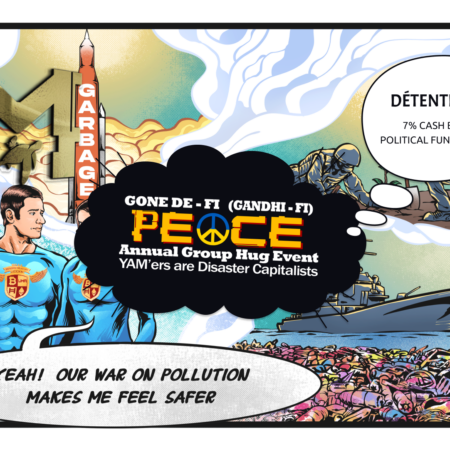 GARBAGE
DÉTENT
7% CASH
POLITICAL FUN
GONE DE - FI (GANDHI - FI)
PEACE
Annual Group Hug Event
YAM'ers are Disaster Capitalists
YEAH! OUR WAR ON POLLUTION
MAKES ME FEEL SAFER